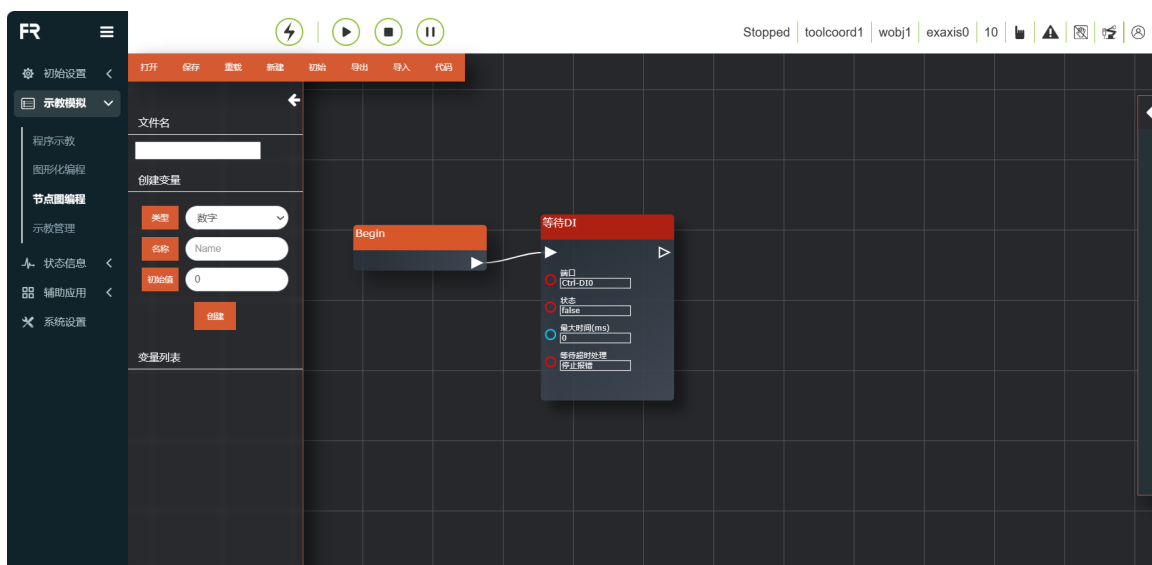 FR
Stopped toolcoord1 wobj1 exaxis0 10
初始设置
示教模拟
程序示教
图形化编程
节点图编程
示教管理
状态信息
辅助应用
系统设置
打开 保存 重载 新建 初始 导出 导入 代码
文件名
创建变量
类型 数字
名称 Name
初始值 0
创建
变量列表
Begin
等待DI
端口
Ctrl-DI0
状态
false
最大时间(ms)
0
等待超时处理
停止报错